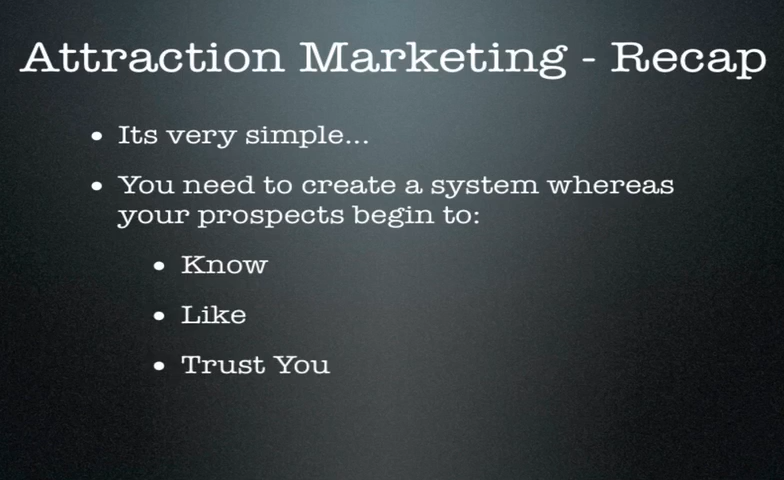 Attraction Marketing - Recap
• Its very simple...
• You need to create a system whereas
your prospects begin to:
• Know
• Like
• Trust You